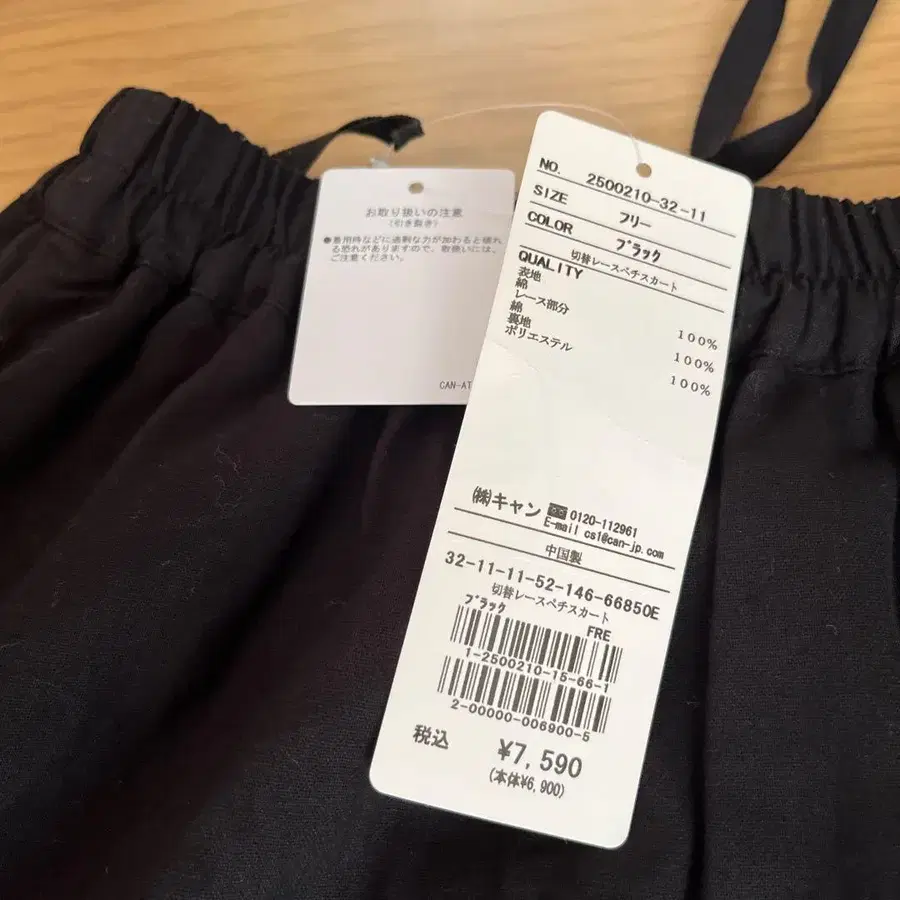 お取り扱いの注意
(引き裂き)
●着用時などに過剰な力が加わると破れ
る恐れがありますので、取扱いには、
ご注意ください。
CAN-AT
NO. 2500210-32-11
SIZE フリー
COLOR ブラック
切替レースペチスカート
QUALITY
表地
綿 100%
レース部分
綿 100%
裏地
ポリエステル 100%
㈱キャン 0120-112961
E-mail cs1@can-jp.com
中国製
32-11-11-52-146-66850E
切替レースペチスカート
ブラック FRE
1-2500210-15-66-1
2-00000-006900-5
税込 ¥7,590
(本体¥6,900)